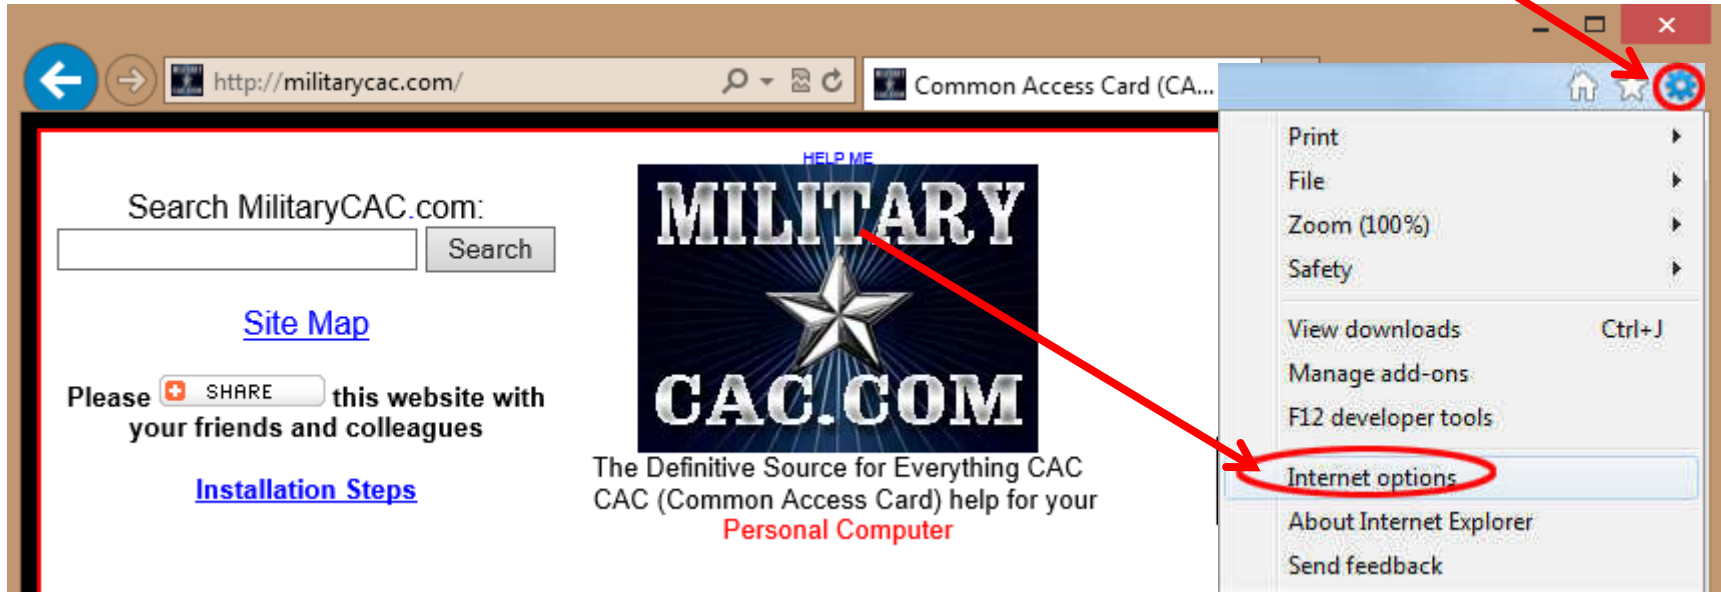 http://militarycac.com/
Common Access Card (CA...
HELP ME
Search MilitaryCAC.com:
Search
Site Map
Please SHARE this website with
your friends and colleagues
Installation Steps
MILITARY
CAC.COM
The Definitive Source for Everything CAC
CAC (Common Access Card) help for your
Personal Computer
Print
File
Zoom (100%)
Safety
View downloads Ctrl+J
Manage add-ons
F12 developer tools
Internet options
About Internet Explorer
Send feedback